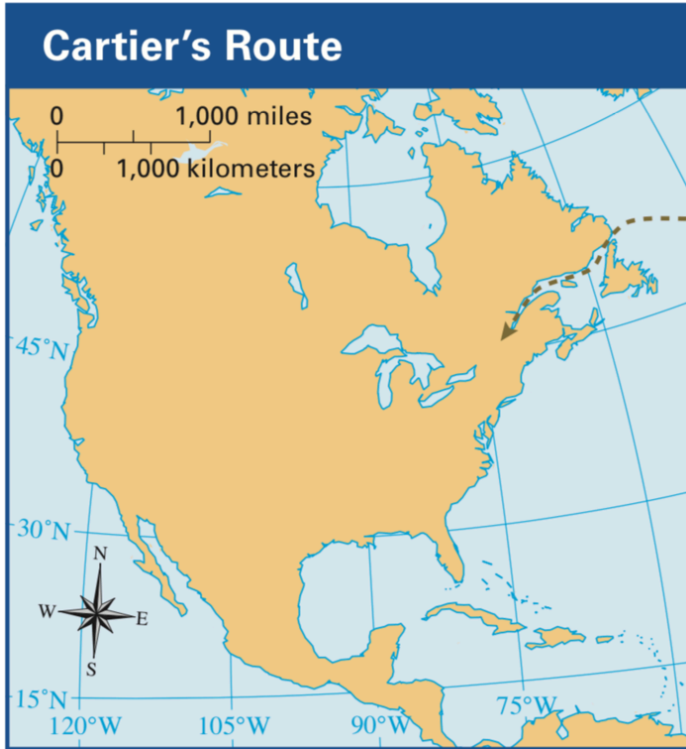 Cartier's Route
0 1,000 miles
0 1,000 kilometers
45°N
30°N
N
W E
S
15°N
120°W 105°W 90°W 75°W